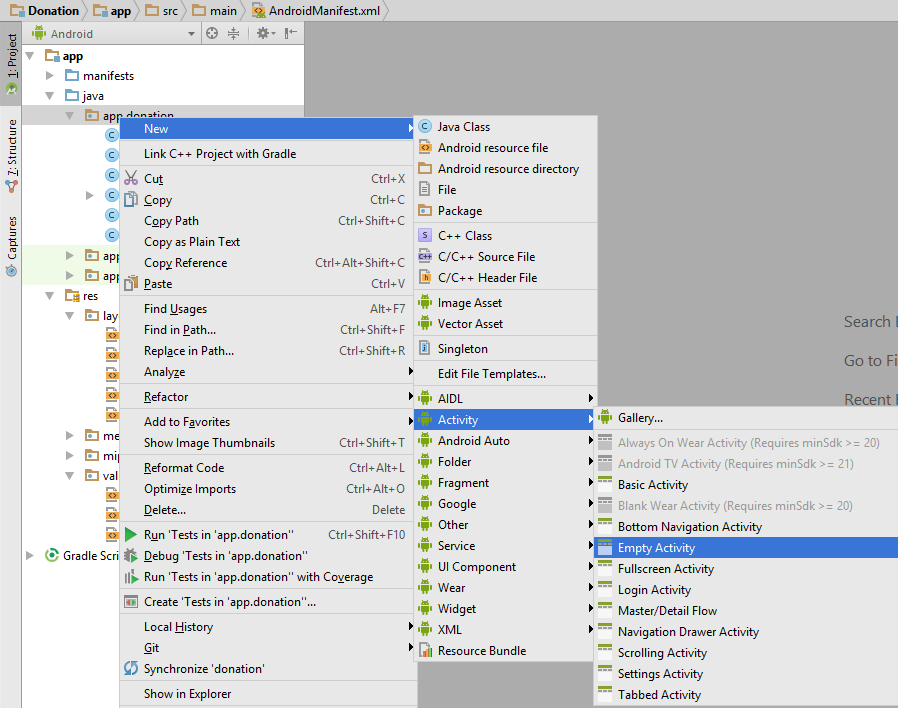 Donation app src main AndroidManifest.xml
1: Project
7: Structure
Captures
Android
app
manifests
java
app.donation
app
app
res
lay
me
mip
val
Gradle Scri
New
Link C++ Project with Gradle
Cut Ctrl+X
Copy Ctrl+C
Copy Path Ctrl+Shift+C
Copy as Plain Text
Copy Reference Ctrl+Alt+Shift+C
Paste Ctrl+V
Find Usages Alt+F7
Find in Path... Ctrl+Shift+F
Replace in Path... Ctrl+Shift+R
Analyze
Refactor
Add to Favorites
Show Image Thumbnails Ctrl+Shift+T
Reformat Code Ctrl+Alt+L
Optimize Imports Ctrl+Alt+O
Delete... Delete
Run 'Tests in 'app.donation'' Ctrl+Shift+F10
Debug 'Tests in 'app.donation''
Run 'Tests in 'app.donation'' with Coverage
Create 'Tests in 'app.donation''...
Local History
Git
Synchronize 'donation'
Show in Explorer
Java Class
Android resource file
Android resource directory
File
Package
C++ Class
C/C++ Source File
C/C++ Header File
Image Asset
Vector Asset
Singleton
Edit File Templates...
AIDL
Activity
Android Auto
Folder
Fragment
Google
Other
Service
UI Component
Wear
Widget
XML
Resource Bundle
Gallery...
Always On Wear Activity (Requires minSdk >= 20)
Android TV Activity (Requires minSdk >= 21)
Basic Activity
Blank Wear Activity (Requires minSdk >= 20)
Bottom Navigation Activity
Empty Activity
Fullscreen Activity
Login Activity
Master/Detail Flow
Navigation Drawer Activity
Scrolling Activity
Settings Activity
Tabbed Activity
Search
Go to Fi
Recent